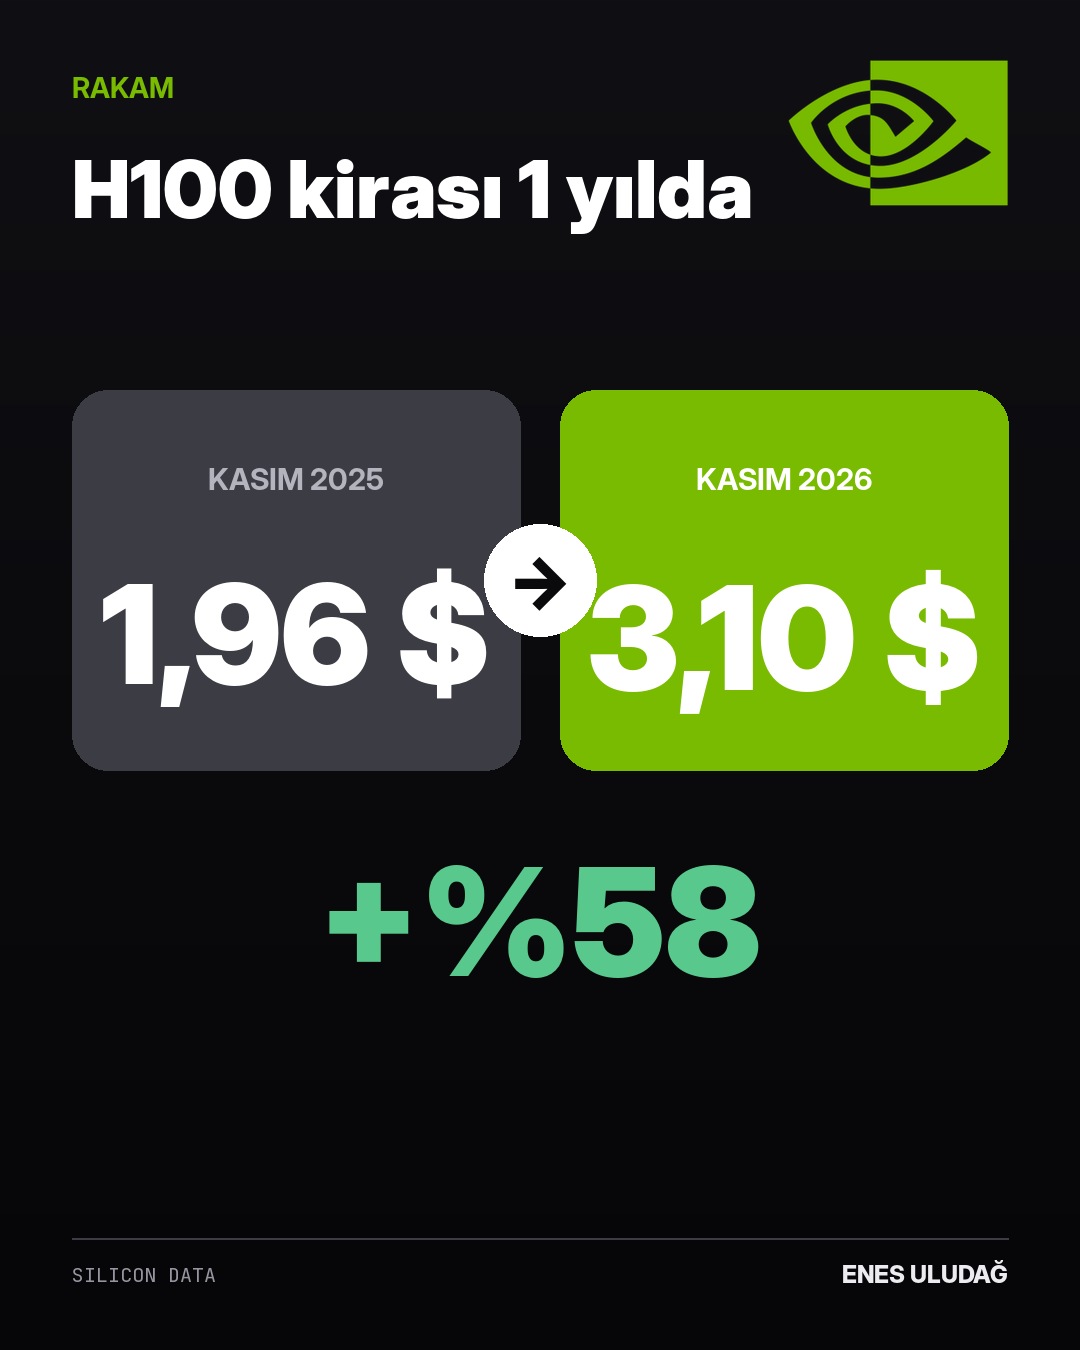 RAKAM
H100 kirası 1 yılda
KASIM 2025
1,96 $
KASIM 2026
3,10 $
+%58
SILICON DATA
ENES ULUDAĞ